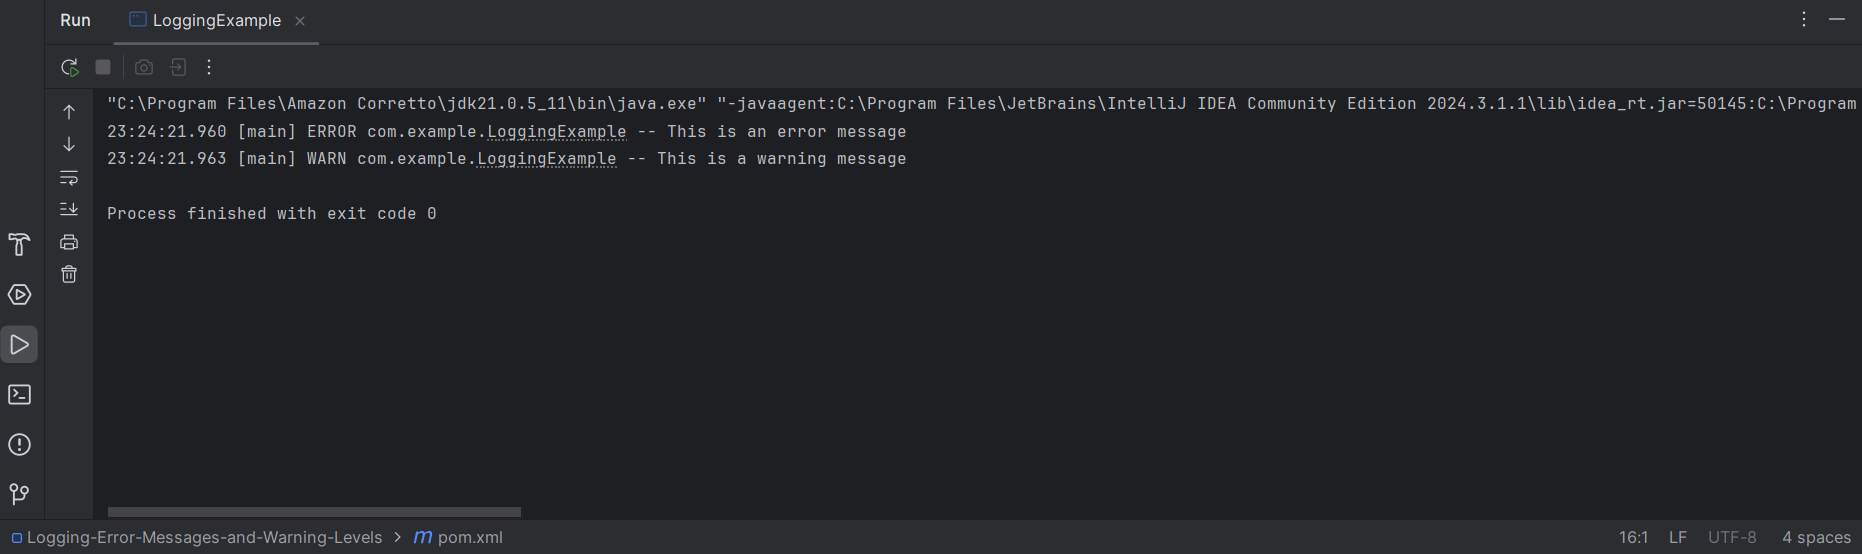 Run LoggingExample
"C:\Program Files\Amazon Corretto\jdk21.0.5_11\bin\java.exe" "-javaagent:C:\Program Files\JetBrains\IntelliJ IDEA Community Edition 2024.3.1.1\lib\idea_rt.jar=50145:C:\Program
23:24:21.960 [main] ERROR com.example.LoggingExample -- This is an error message
23:24:21.963 [main] WARN com.example.LoggingExample -- This is a warning message
Process finished with exit code 0
Logging-Error-Messages-and-Warning-Levels > m pom.xml 16:1 LF UTF-8 4 spaces